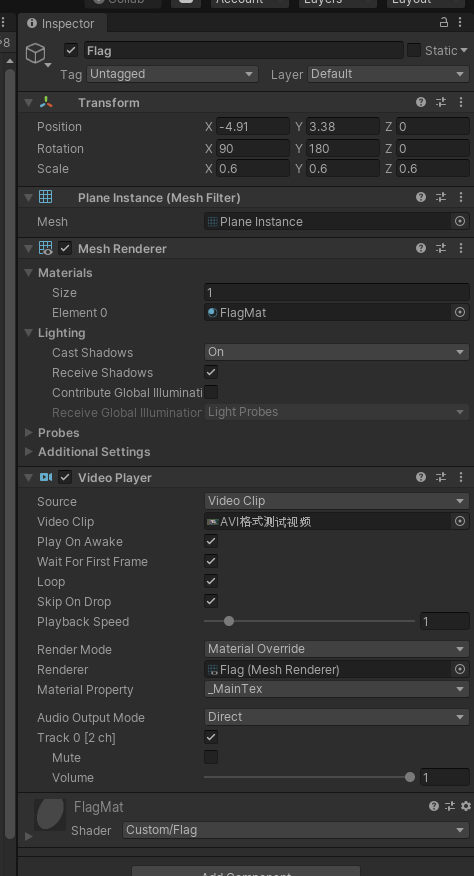 Collab Account Layers Layout
Inspector
Flag Static
Tag Untagged Layer Default
Transform
Position X -4.91 Y 3.38 Z 0
Rotation X 90 Y 180 Z 0
Scale X 0.6 Y 0.6 Z 0.6
Plane Instance (Mesh Filter)
Mesh Plane Instance
Mesh Renderer
Materials
Size 1
Element 0 FlagMat
Lighting
Cast Shadows On
Receive Shadows
Contribute Global Illuminati
Receive Global Illumination Light Probes
Probes
Additional Settings
Video Player
Source Video Clip
Video Clip AVI格式测试视频
Play On Awake
Wait For First Frame
Loop
Skip On Drop
Playback Speed 1
Render Mode Material Override
Renderer Flag (Mesh Renderer)
Material Property _MainTex
Audio Output Mode Direct
Track 0 [2 ch]
Mute
Volume 1
FlagMat
Shader Custom/Flag
Add Component